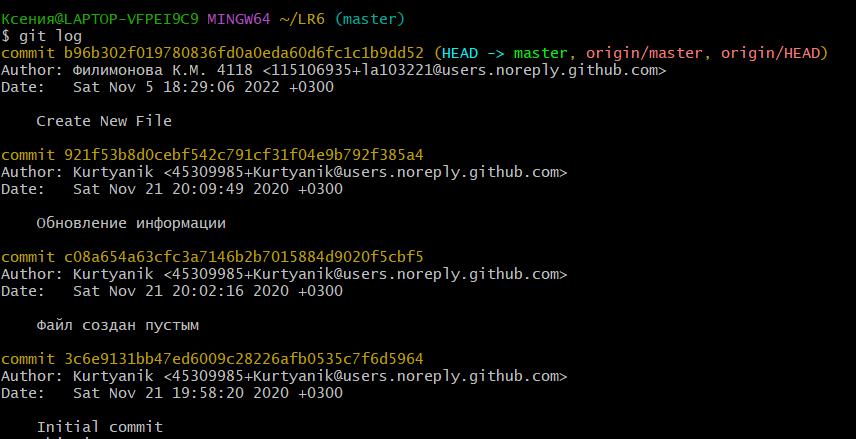 Ксения@LAPTOP-VFPEI9C9 MINGW64 ~/LR6 (master)
$ git log
commit b96b302f019780836fd0a0eda60d6fc1c1b9dd52 (HEAD -> master, origin/master, origin/HEAD)
Author: Филимонова К.М. 4118 <115106935+la103221@users.noreply.github.com>
Date:   Sat Nov 5 18:29:06 2022 +0300
Create New File
commit 921f53b8d0cebf542c791cf31f04e9b792f385a4
Author: Kurtyanik <45309985+Kurtyanik@users.noreply.github.com>
Date:   Sat Nov 21 20:09:49 2020 +0300
Обновление информации
commit c08a654a63cfc3a7146b2b7015884d9020f5cbf5
Author: Kurtyanik <45309985+Kurtyanik@users.noreply.github.com>
Date:   Sat Nov 21 20:02:16 2020 +0300
Файл создан пустым
commit 3c6e9131bb47ed6009c28226afb0535c7f6d5964
Author: Kurtyanik <45309985+Kurtyanik@users.noreply.github.com>
Date:   Sat Nov 21 19:58:20 2020 +0300
Initial commit